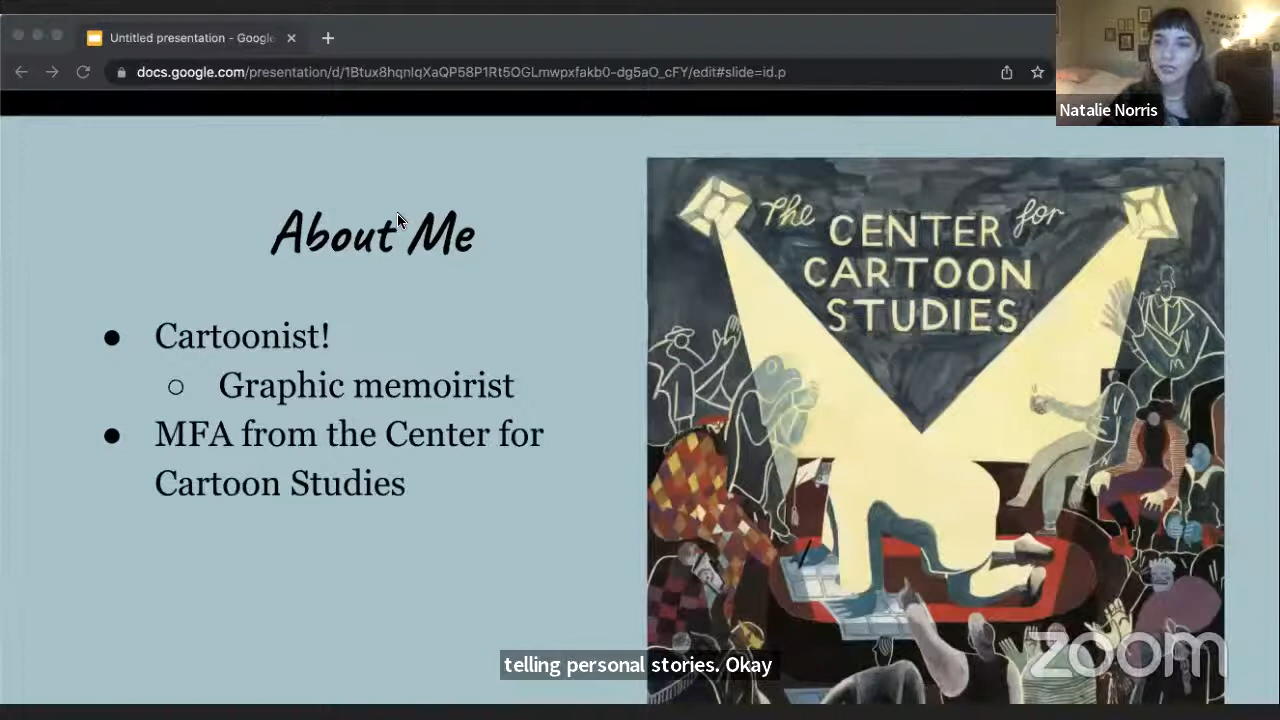 Untitled presentation - Google
docs.google.com/presentation/d/1Btux8hqnIqXaQP58P1Rt5OGLmwpxfakb0-dg5aO_cFY/edit#slide=id.p
Natalie Norris
About Me
● Cartoonist!
○ Graphic memoirist
● MFA from the Center for
Cartoon Studies
The CENTER for
CARTOON
STUDIES
telling personal stories. Okay
zoom